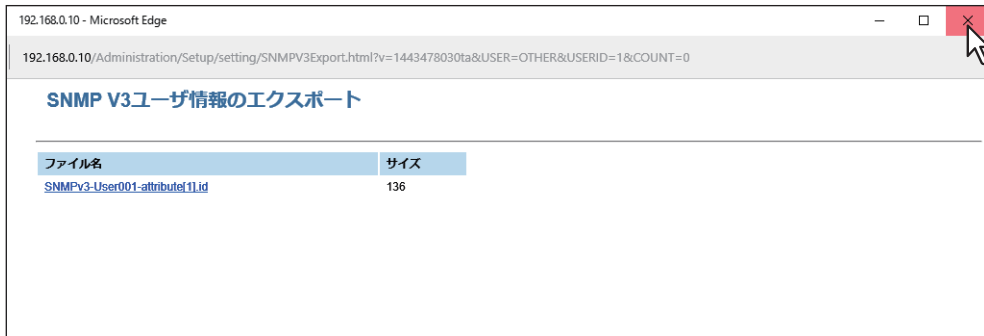 192.168.0.10 - Microsoft Edge
192.168.0.10/Administration/Setup/setting/SNMPV3Export.html?v=1443478030ta&USER=OTHER&USERID=1&COUNT=0
SNMP V3ユーザ情報のエクスポート
ファイル名 サイズ
SNMPv3-User001-attribute[1].id 136